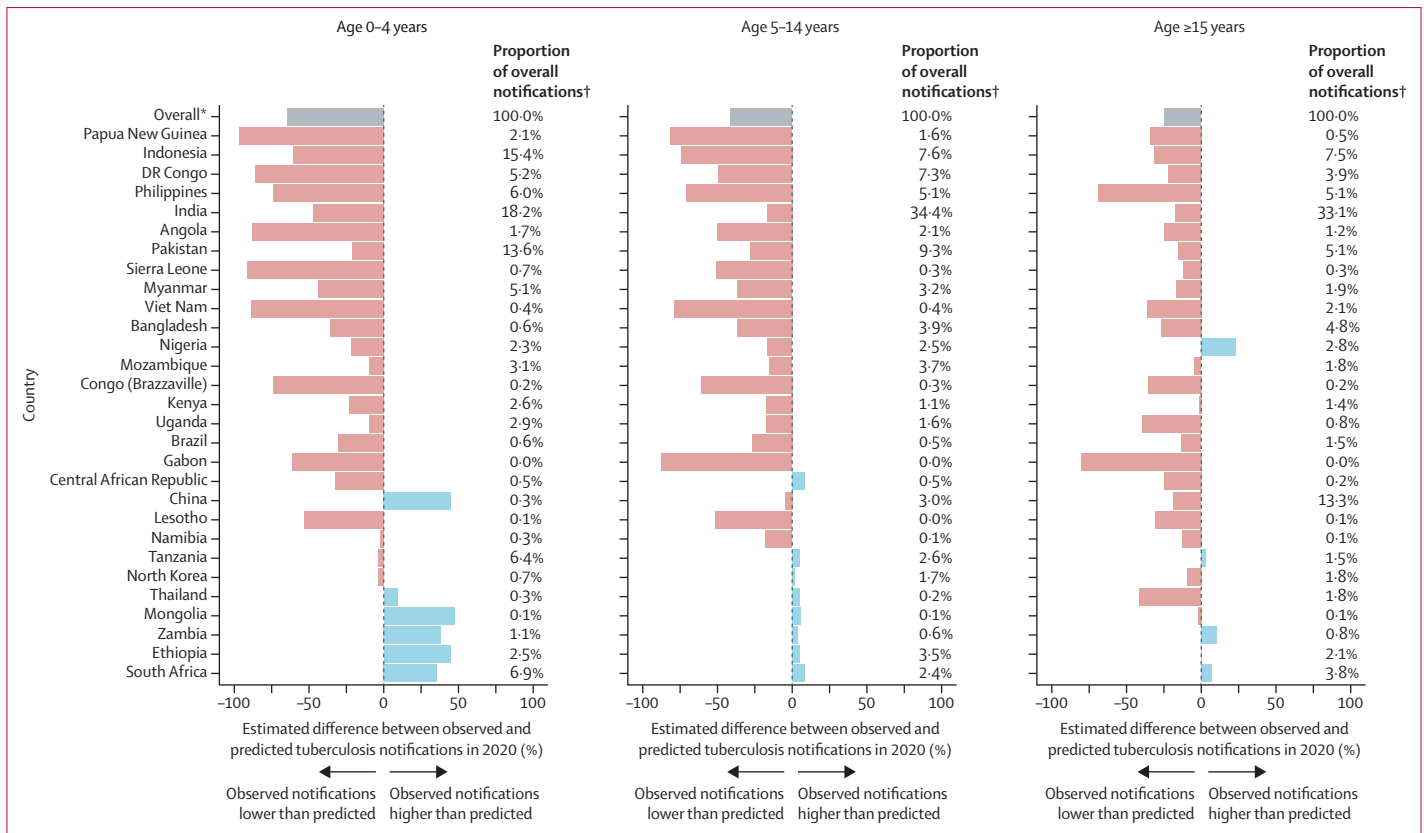 Age 0–4 years Age 5–14 years Age ≥15 years
Proportion of overall notifications† Proportion of overall notifications† Proportion of overall notifications†
Country
Overall* 100·0% 100·0% 100·0%
Papua New Guinea 2·1% 1·6% 0·5%
Indonesia 15·4% 7·6% 7·5%
DR Congo 5·2% 7·3% 3·9%
Philippines 6·0% 5·1% 5·1%
India 18·2% 34·4% 33·1%
Angola 1·7% 2·1% 1·2%
Pakistan 13·6% 9·3% 5·1%
Sierra Leone 0·7% 0·3% 0·3%
Myanmar 5·1% 3·2% 1·9%
Viet Nam 0·4% 0·4% 2·1%
Bangladesh 0·6% 3·9% 4·8%
Nigeria 2·3% 2·5% 2·8%
Mozambique 3·1% 3·7% 1·8%
Congo (Brazzaville) 0·2% 0·3% 0·2%
Kenya 2·6% 1·1% 1·4%
Uganda 2·9% 1·6% 0·8%
Brazil 0·6% 0·5% 1·5%
Gabon 0·0% 0·0% 0·0%
Central African Republic 0·5% 0·5% 0·2%
China 0·3% 3·0% 13·3%
Lesotho 0·1% 0·0% 0·1%
Namibia 0·3% 0·1% 0·1%
Tanzania 6·4% 2·6% 1·5%
North Korea 0·7% 1·7% 1·8%
Thailand 0·3% 0·2% 1·8%
Mongolia 0·1% 0·1% 0·1%
Zambia 1·1% 0·6% 0·8%
Ethiopia 2·5% 3·5% 2·1%
South Africa 6·9% 2·4% 3·8%
–100 –50 0 50 100 –100 –50 0 50 100 –100 –50 0 50 100
Estimated difference between observed and Estimated difference between observed and Estimated difference between observed and
predicted tuberculosis notifications in 2020 (%) predicted tuberculosis notifications in 2020 (%) predicted tuberculosis notifications in 2020 (%)
Observed notifications Observed notifications Observed notifications Observed notifications Observed notifications Observed notifications
lower than predicted higher than predicted lower than predicted higher than predicted lower than predicted higher than predicted